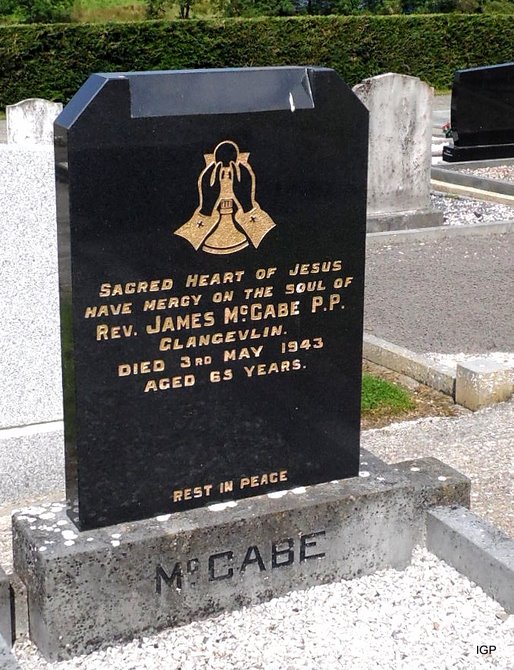 SACRED HEART OF JESUS
HAVE MERCY ON THE SOUL OF
REV. JAMES MCCABE P.P.
GLANGEVLIN.
DIED 3RD MAY 1943
AGED 65 YEARS.
REST IN PEACE
MCCABE
IGP